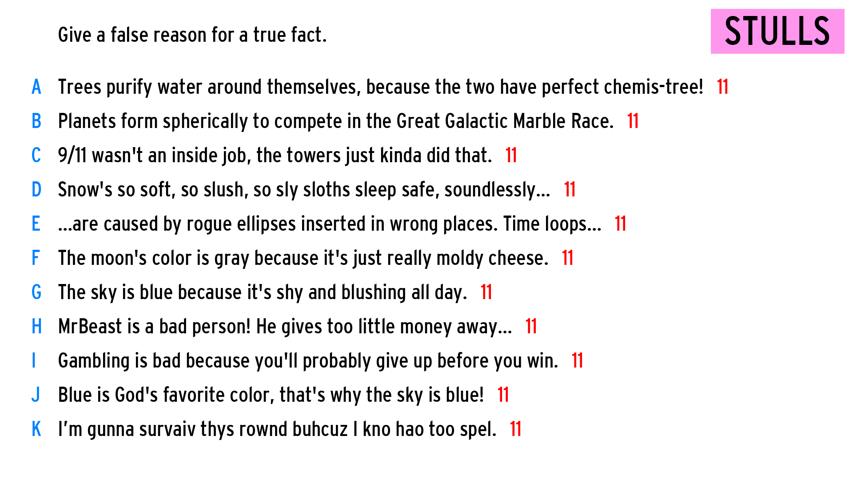 Give a false reason for a true fact.
STULLS
A Trees purify water around themselves, because the two have perfect chemis-tree! 11
B Planets form spherically to compete in the Great Galactic Marble Race. 11
C 9/11 wasn't an inside job, the towers just kinda did that. 11
D Snow's so soft, so slush, so sly sloths sleep safe, soundlessly... 11
E ...are caused by rogue ellipses inserted in wrong places. Time loops... 11
F The moon's color is gray because it's just really moldy cheese. 11
G The sky is blue because it's shy and blushing all day. 11
H MrBeast is a bad person! He gives too little money away... 11
I Gambling is bad because you'll probably give up before you win. 11
J Blue is God's favorite color, that's why the sky is blue! 11
K I'm gunna survaiv thys rownd buhcuz I kno hao too spel. 11